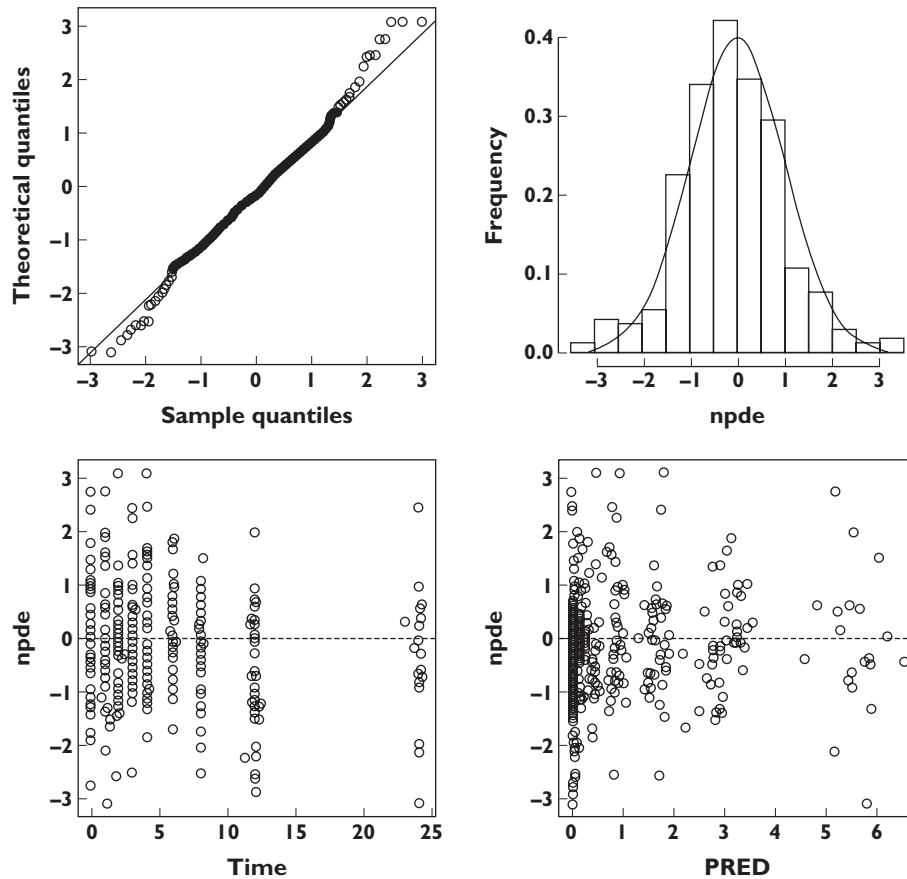 Theoretical quantiles
3
2
1
0
−1
−2
−3
−3 −2 −1 0 1 2 3
Sample quantiles
Frequency
0.4
0.3
0.2
0.1
0.0
−3 −2 −1 0 1 2 3
npde
npde
3
2
1
0
−1
−2
−3
0 5 10 15 20 25
Time
npde
3
2
1
0
−1
−2
−3
0 1 2 3 4 5 6
PRED